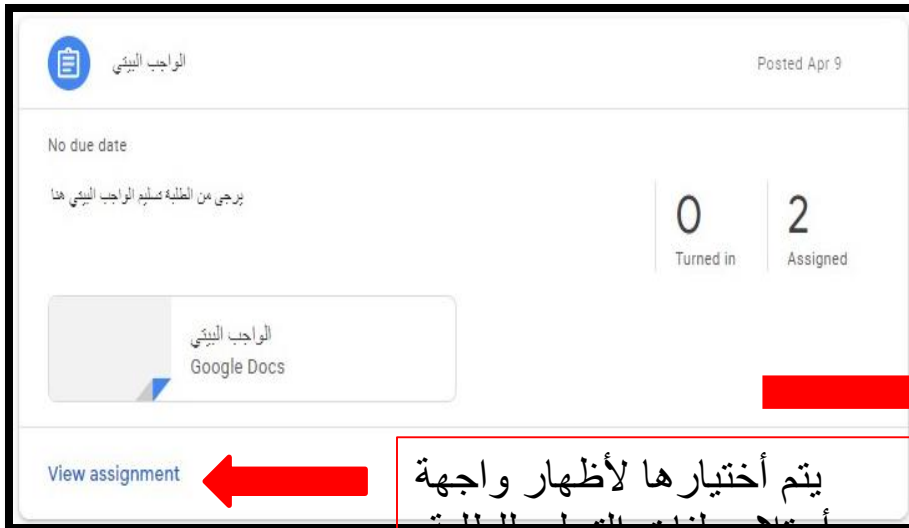 الواجب البيتي
Posted Apr 9
No due date
يرجى من الطلبة تسليم الواجب البيتي هنا
0
Turned in
2
Assigned
الواجب البيتي
Google Docs
View assignment
يتم أختيارها لأظهار واجهة